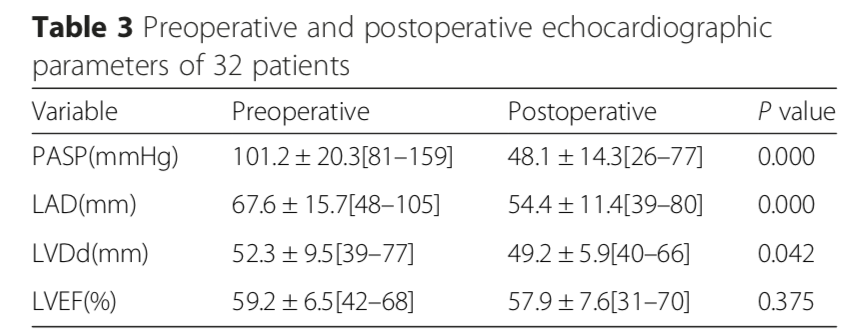 Table 3 Preoperative and postoperative echocardiographic
parameters of 32 patients
Variable Preoperative Postoperative P value
PASP(mmHg) 101.2 ± 20.3[81–159] 48.1 ± 14.3[26–77] 0.000
LAD(mm) 67.6 ± 15.7[48–105] 54.4 ± 11.4[39–80] 0.000
LVDd(mm) 52.3 ± 9.5[39–77] 49.2 ± 5.9[40–66] 0.042
LVEF(%) 59.2 ± 6.5[42–68] 57.9 ± 7.6[31–70] 0.375